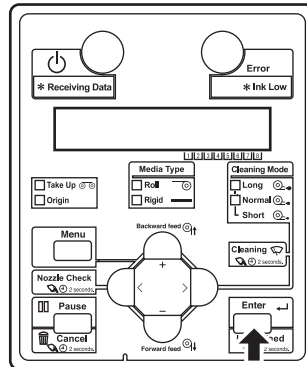 Error
* Receiving Data
* Ink Low
1 2 3 4 5 6 7 8
Media Type
Cleaning Mode
Take Up
Origin
Roll
Rigid
Long
Normal
Short
Menu
Backward feed
Cleaning
2 seconds.
Nozzle Check
2 seconds.
+
< >
−
Pause
Cancel
2 seconds.
Enter
Forward feed